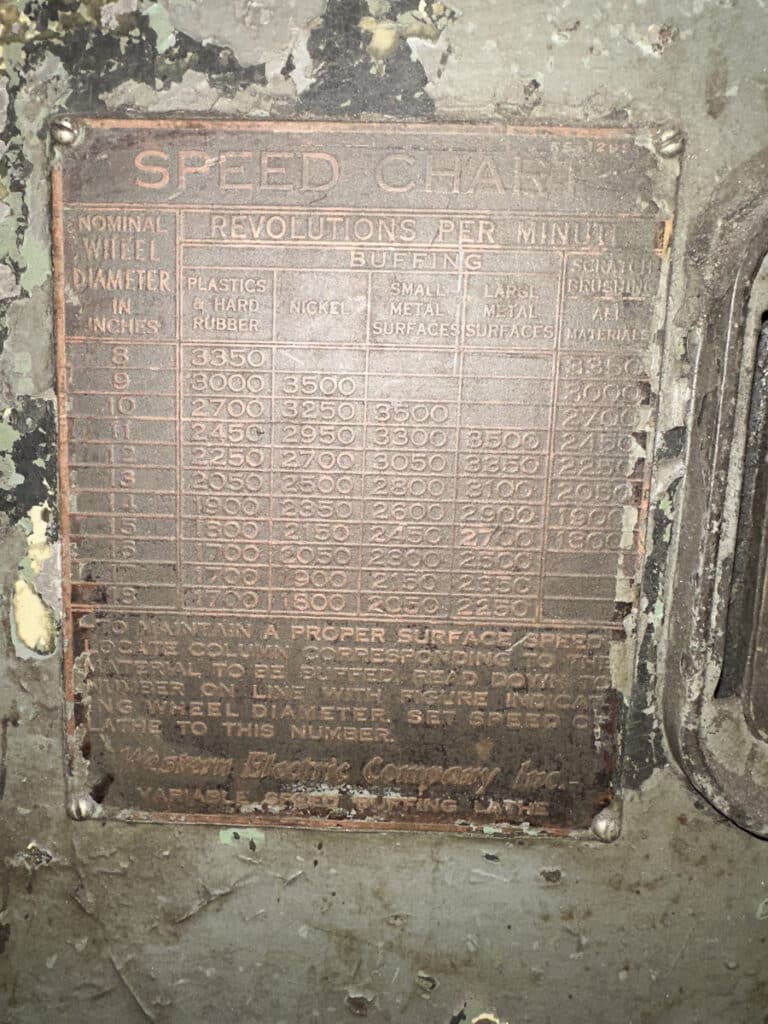 SPEED CHART
NOMINAL WHEEL DIAMETER IN INCHES
REVOLUTIONS PER MINUTE
BUFFING
SCRATCH BRUSHING
PLASTICS & HARD RUBBER
NICKEL
SMALL METAL SURFACES
LARGE METAL SURFACES
ALL MATERIALS
8 3350 3350
9 3000 3500 3000
10 2700 3250 3500 2700
11 2450 2950 3300 3500 2450
12 2250 2700 3050 3350 2250
13 2050 2500 2800 3100 2050
14 1900 2350 2600 2900 1900
15 1800 2150 2450 2700 1800
16 1700 2050 2300 2500
17 1700 1900 2150 2350
18 1700 1800 2050 2250
TO MAINTAIN A PROPER SURFACE SPEED
LOCATE COLUMN CORRESPONDING TO THE
MATERIAL TO BE BUFFED. READ DOWN TO
NUMBER ON LINE WITH FIGURE INDICAT-
ING WHEEL DIAMETER. SET SPEED OF
LATHE TO THIS NUMBER.
Western Electric Company Inc.
VARIABLE SPEED BUFFING LATHE